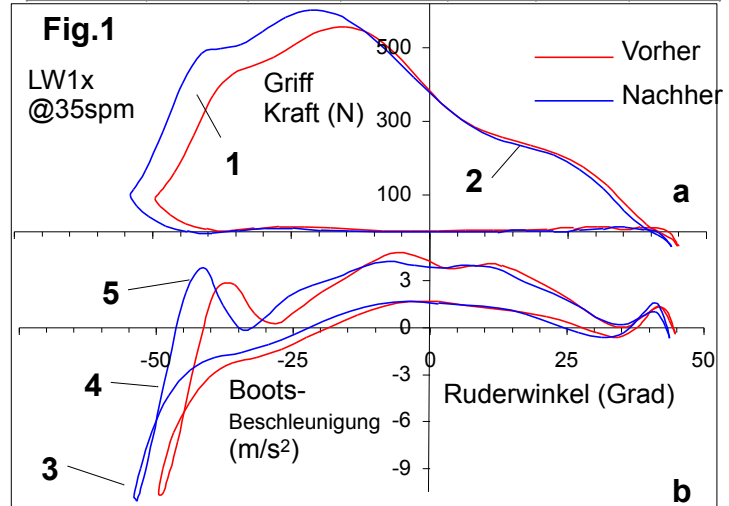 Fig.1
LW1x
@35spm
Griff
Kraft (N)
500
300
100
Vorher
Nachher
1
2
a
5
4
3
3
0
-3
-6
-9
-50
-25
0
25
50
Boots-
Beschleunigung
(m/s²)
Ruderwinkel (Grad)
b